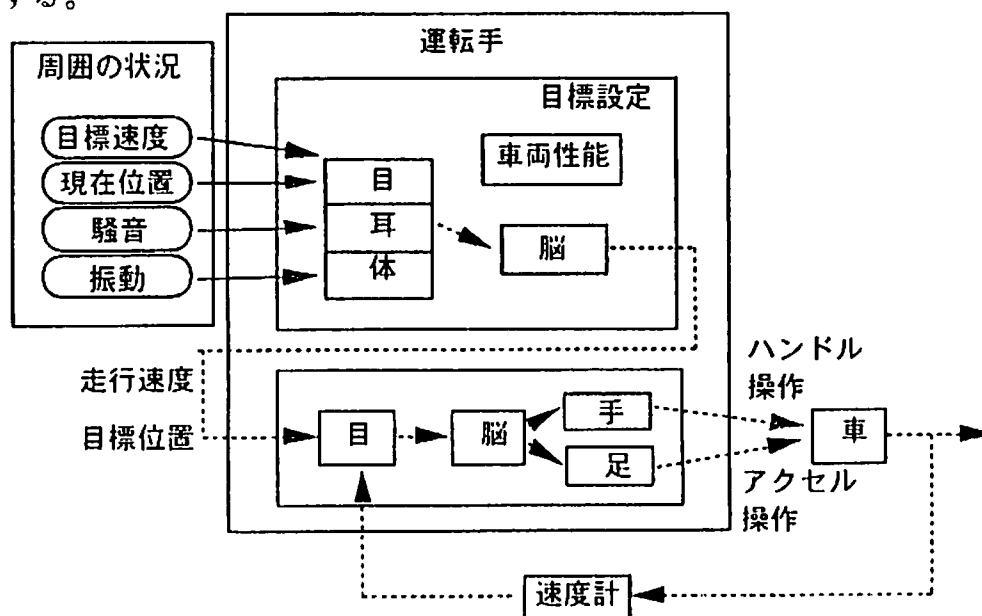 する。
運転手
周囲の状況
目標設定
目標速度
車両性能
現在位置
目
騒音
耳
脳
振動
体
ハンドル
操作
走行速度
手
目標位置
目
脳
車
足
アクセル
操作
速度計